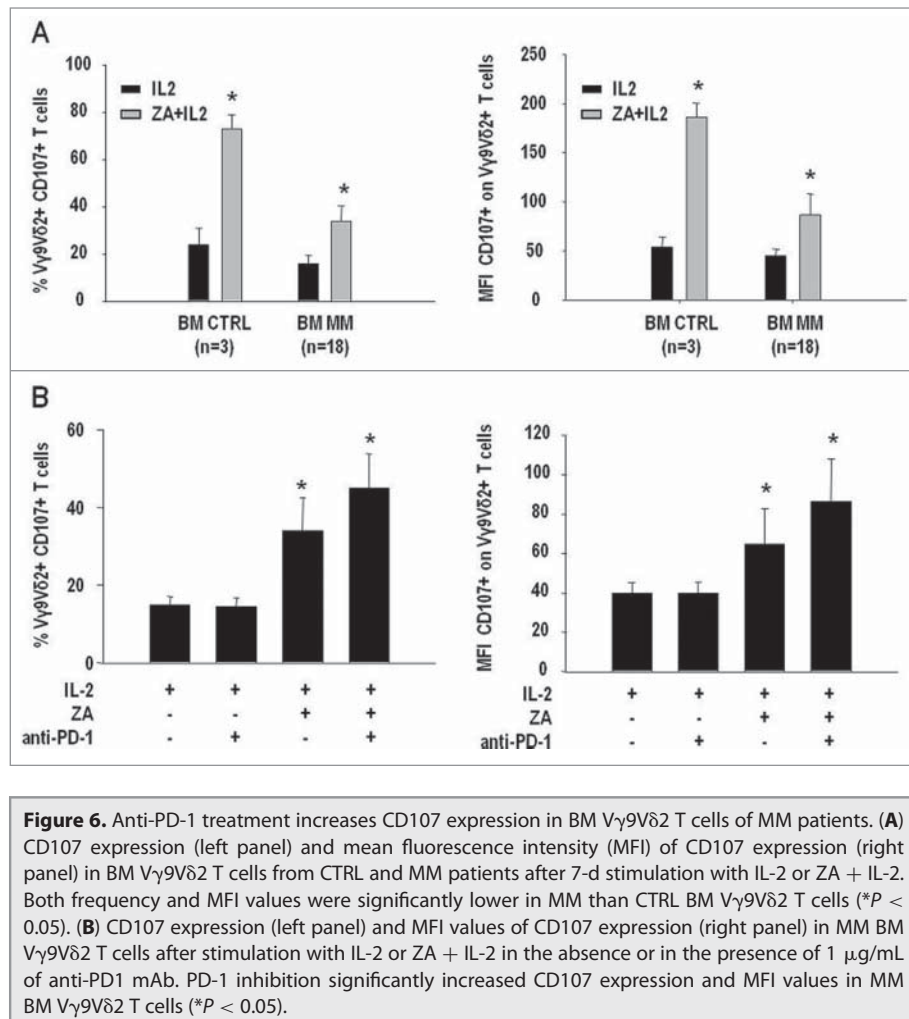 A
% Vγ9Vδ2+ CD107+ T cells
100
80
60
40
20
0
IL2
ZA+IL2
*
*
BM CTRL
(n=3)
BM MM
(n=18)
MFI CD107+ on Vγ9Vδ2+ T cells
250
200
150
100
50
0
*
*
BM CTRL
(n=3)
BM MM
(n=18)
B
% Vγ9Vδ2+ CD107+ T cells
60
40
20
0
*
*
IL-2 + + + +
ZA - - + +
anti-PD-1 - + - +
MFI CD107+ on Vγ9Vδ2+ T cells
120
100
80
60
40
20
0
*
*
IL-2 + + + +
ZA - - + +
anti-PD-1 - + - +
Figure 6. Anti-PD-1 treatment increases CD107 expression in BM Vγ9Vδ2 T cells of MM patients. (A)
CD107 expression (left panel) and mean fluorescence intensity (MFI) of CD107 expression (right
panel) in BM Vγ9Vδ2 T cells from CTRL and MM patients after 7-d stimulation with IL-2 or ZA + IL-2.
Both frequency and MFI values were significantly lower in MM than CTRL BM Vγ9Vδ2 T cells (*P <
0.05). (B) CD107 expression (left panel) and MFI values of CD107 expression (right panel) in MM BM
Vγ9Vδ2 T cells after stimulation with IL-2 or ZA + IL-2 in the absence or in the presence of 1 μg/mL
of anti-PD1 mAb. PD-1 inhibition significantly increased CD107 expression and MFI values in MM
BM Vγ9Vδ2 T cells (*P < 0.05).